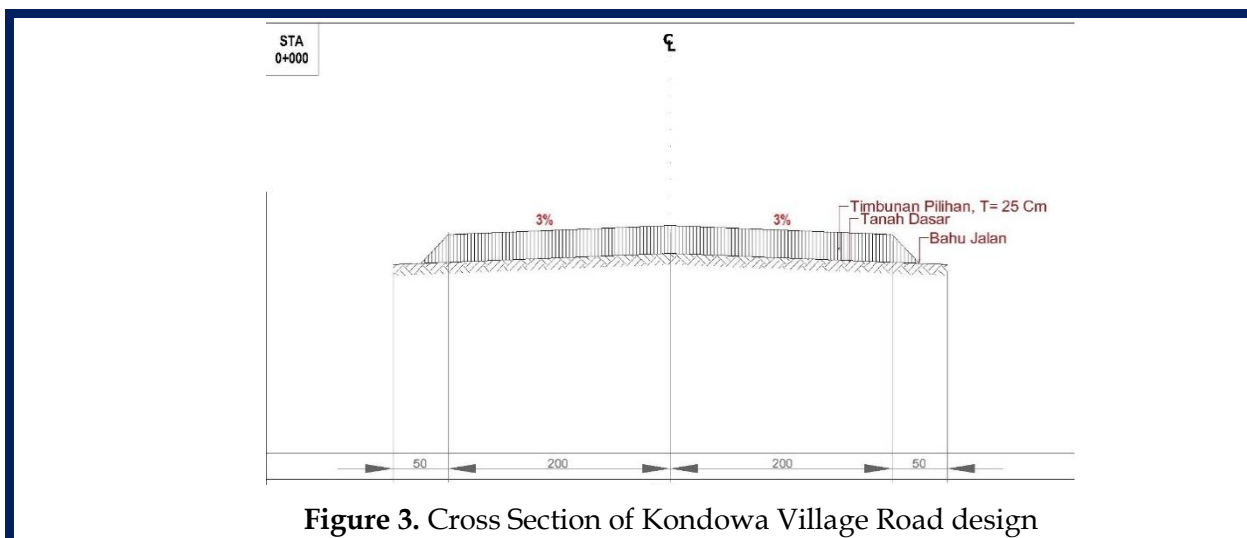 STA
0+000
℄
3%
3%
Timbunan Pilihan, T= 25 Cm
Tanah Dasar
Bahu Jalan
50
200
200
50
Figure 3. Cross Section of Kondowa Village Road design